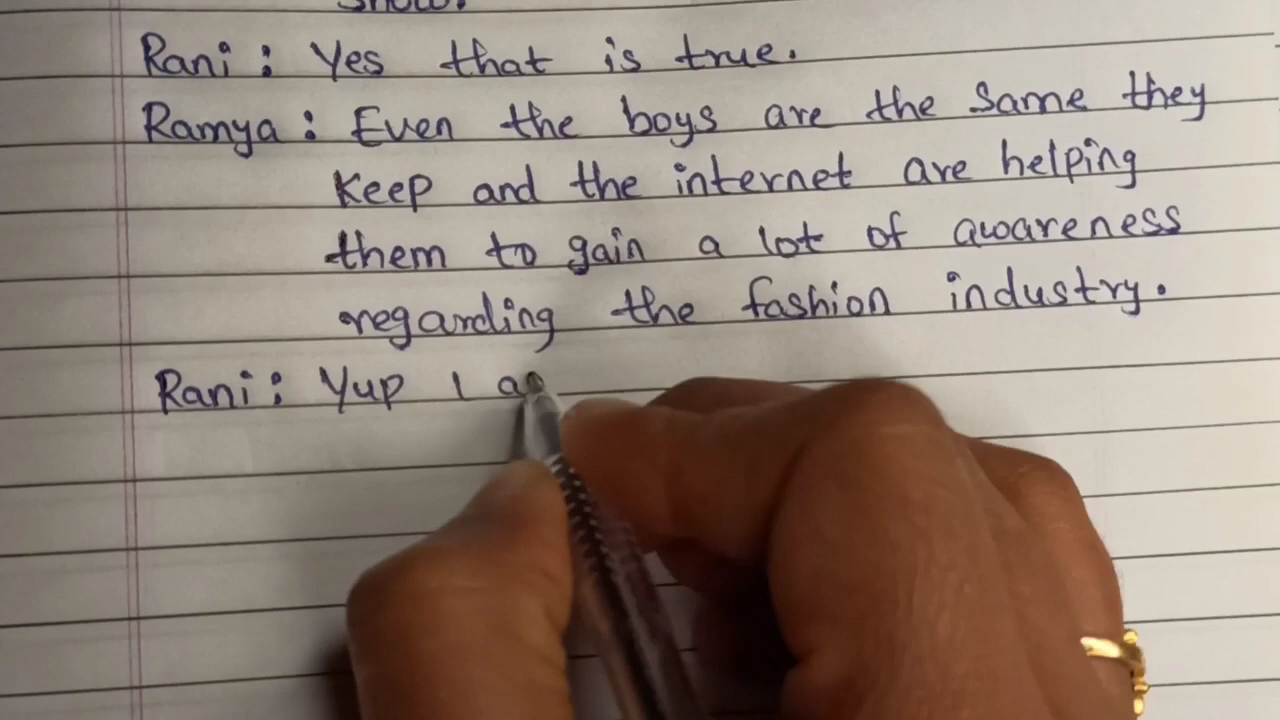 Rani : Yes that is true.
Ramya : Even the boys are the same they
keep and the internet are helping
them to gain a lot of awareness
regarding the fashion industry.
Rani : Yup I